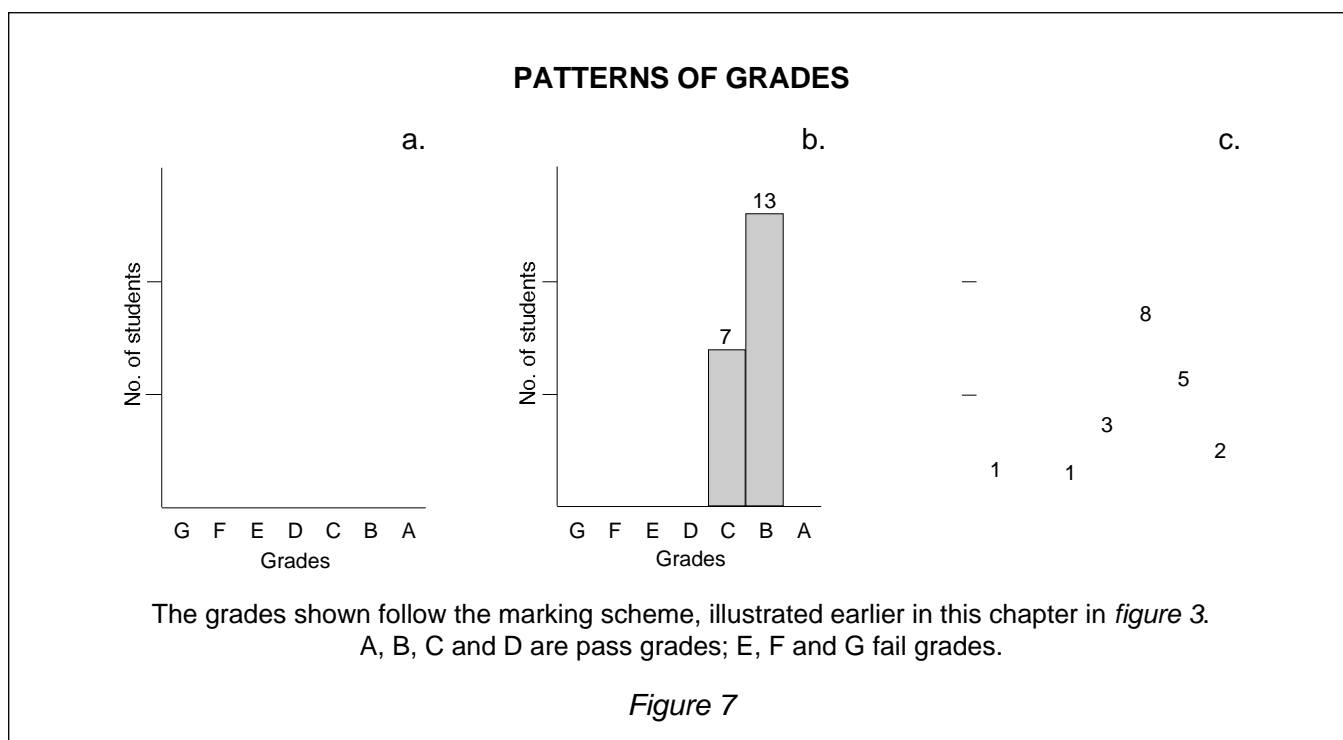 PATTERNS OF GRADES
a.
No. of students
G F E D C B A
Grades
b.
No. of students
7
13
G F E D C B A
Grades
c.
1
1
3
8
5
2
The grades shown follow the marking scheme, illustrated earlier in this chapter in figure 3.
A, B, C and D are pass grades; E, F and G fail grades.
Figure 7